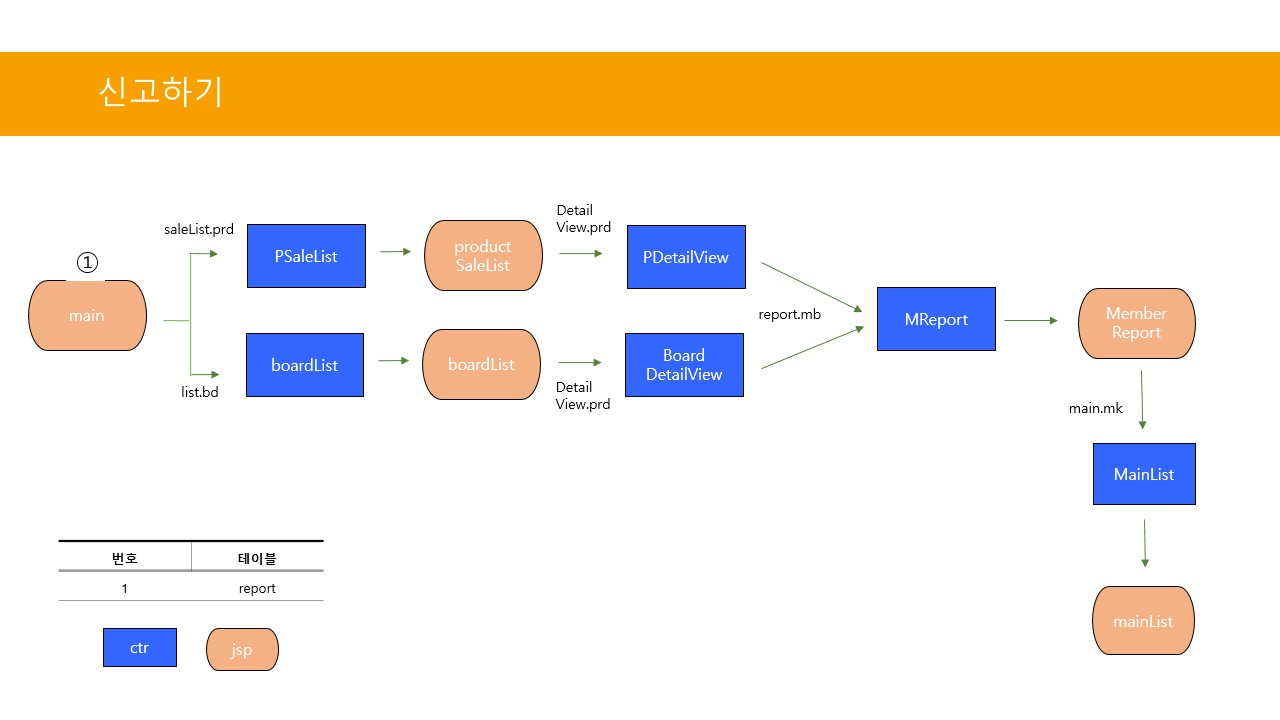 신고하기
①
main
saleList.prd
list.bd
PSaleList
boardList
product
SaleList
boardList
Detail
View.prd
Detail
View.prd
PDetailView
Board
DetailView
report.mb
MReport
Member
Report
main.mk
MainList
mainList
번호 테이블
1 report
ctr
jsp